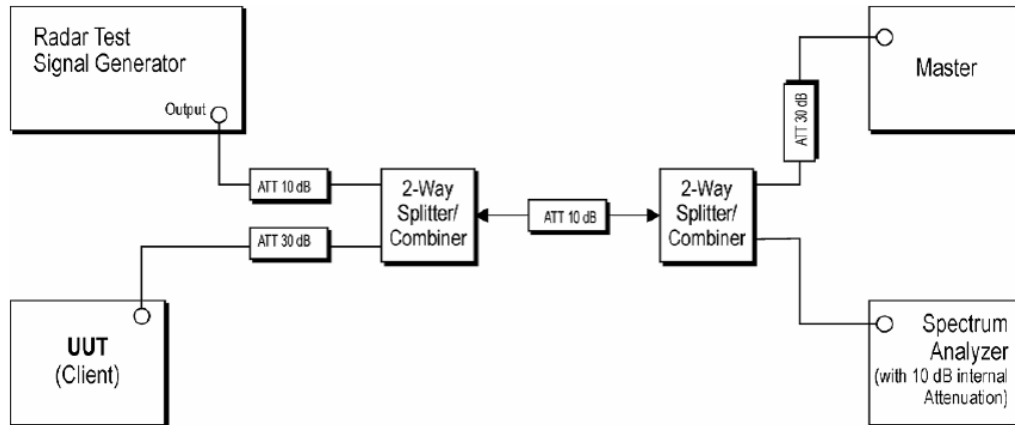 Radar Test
Signal Generator
Output
ATT 10 dB
2-Way
Splitter/
Combiner
ATT 30 dB
UUT
(Client)
ATT 10 dB
2-Way
Splitter/
Combiner
ATT 30 dB
Master
Spectrum
Analyzer
(with 10 dB internal
Attenuation)